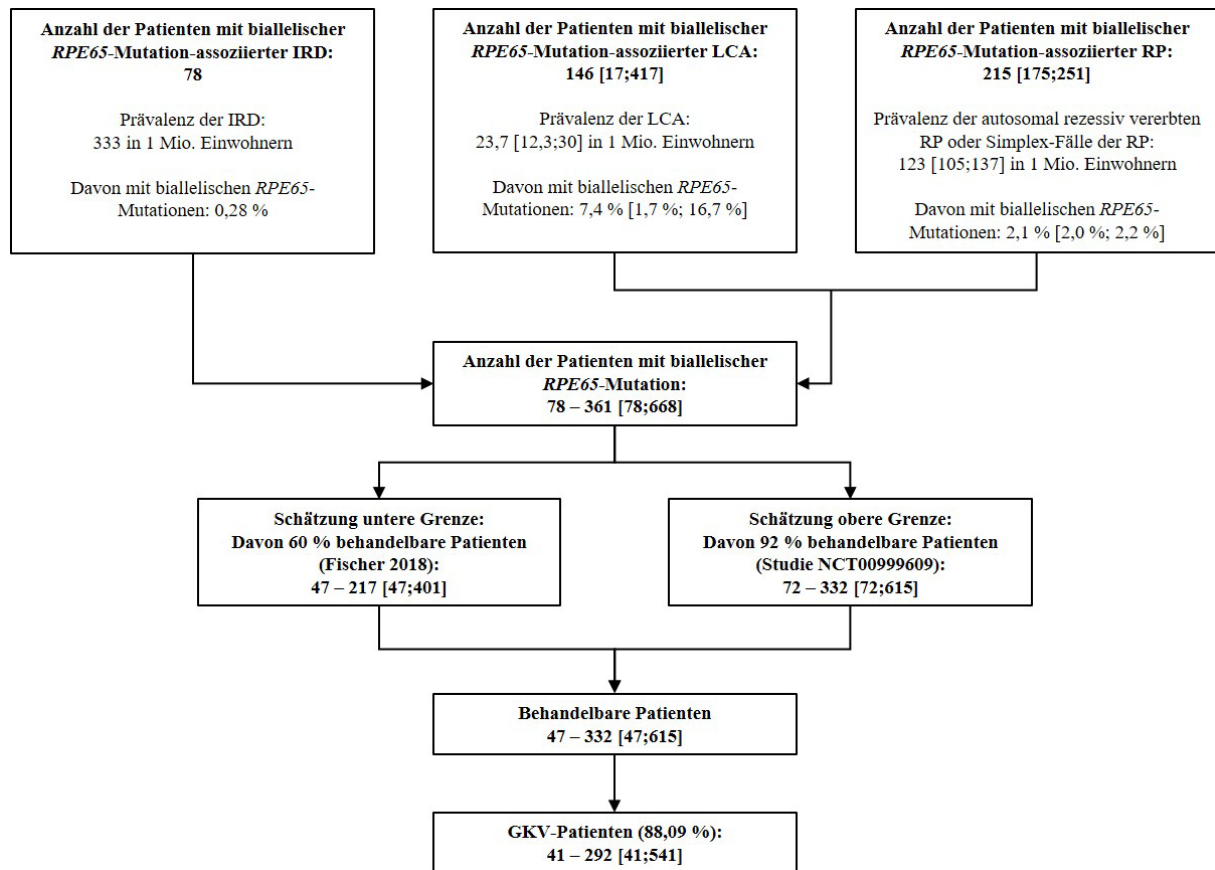 Anzahl der Patienten mit biallelischer
RPE65-Mutation-assoziierter IRD:
78
Prävalenz der IRD:
333 in 1 Mio. Einwohnern
Davon mit biallelischen RPE65-
Mutationen: 0,28 %
Anzahl der Patienten mit biallelischer
RPE65-Mutation-assoziierter LCA:
146 [17;417]
Prävalenz der LCA:
23,7 [12,3;30] in 1 Mio. Einwohnern
Davon mit biallelischen RPE65-
Mutationen: 7,4 % [1,7 %; 16,7 %]
Anzahl der Patienten mit biallelischer
RPE65-Mutation-assoziierter RP:
215 [175;251]
Prävalenz der autosomal rezessiv vererbten
RP oder Simplex-Fälle der RP:
123 [105;137] in 1 Mio. Einwohnern
Davon mit biallelischen RPE65-
Mutationen: 2,1 % [2,0 %; 2,2 %]
Anzahl der Patienten mit biallelischer
RPE65-Mutation:
78 – 361 [78;668]
Schätzung untere Grenze:
Davon 60 % behandelbare Patienten
(Fischer 2018):
47 – 217 [47;401]
Schätzung obere Grenze:
Davon 92 % behandelbare Patienten
(Studie NCT00999609):
72 – 332 [72;615]
Behandelbare Patienten
47 – 332 [47;615]
GKV-Patienten (88,09 %):
41 – 292 [41;541]